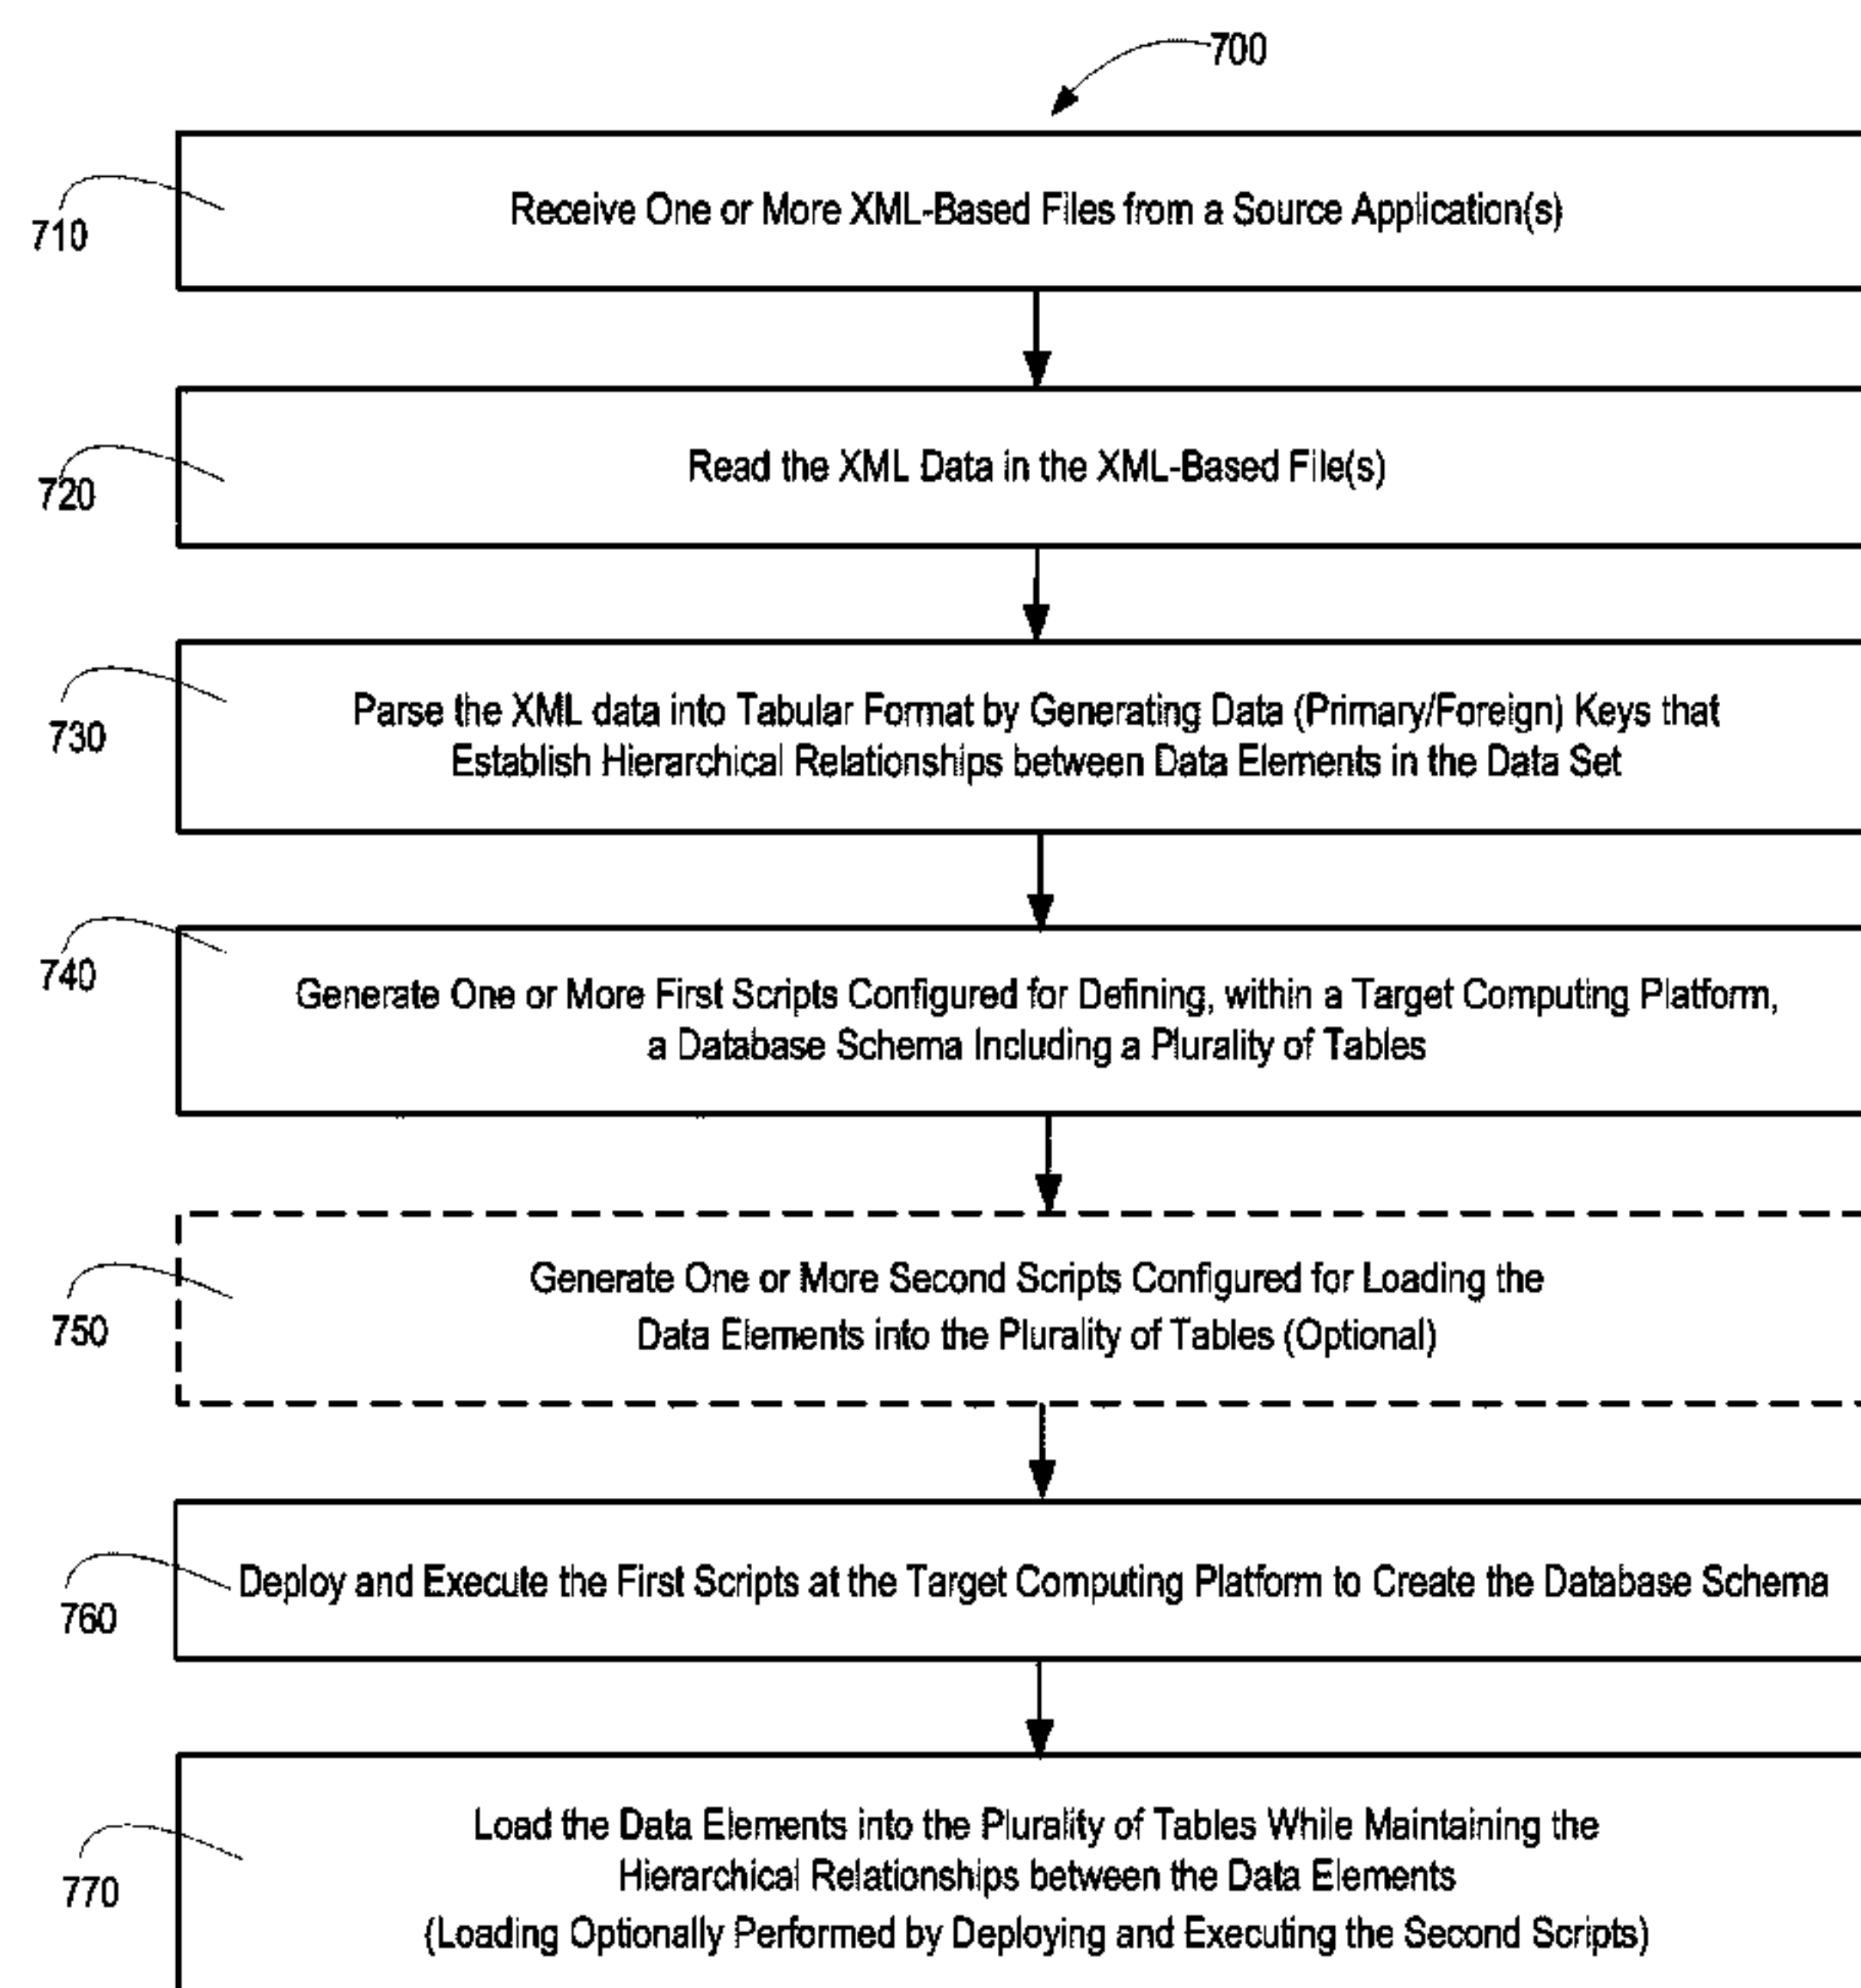 700
710
Receive One or More XML-Based Files from a Source Application(s)
720
Read the XML Data in the XML-Based File(s)
730
Parse the XML data into Tabular Format by Generating Data (Primary/Foreign) Keys that
Establish Hierarchical Relationships between Data Elements in the Data Set
740
Generate One or More First Scripts Configured for Defining, within a Target Computing Platform,
a Database Schema Including a Plurality of Tables
750
Generate One or More Second Scripts Configured for Loading the
Data Elements into the Plurality of Tables (Optional)
760
Deploy and Execute the First Scripts at the Target Computing Platform to Create the Database Schema
770
Load the Data Elements into the Plurality of Tables While Maintaining the
Hierarchical Relationships between the Data Elements
(Loading Optionally Performed by Deploying and Executing the Second Scripts)